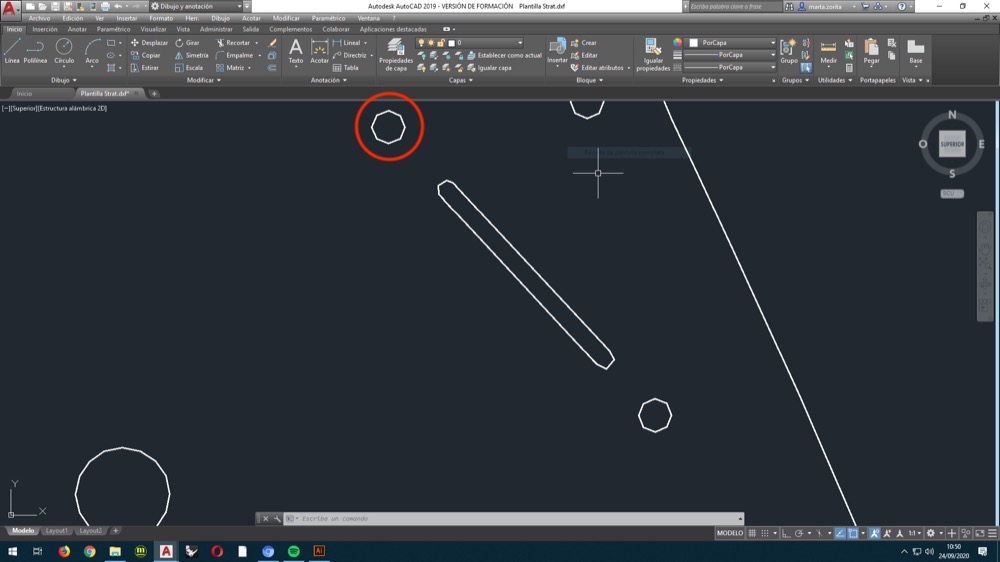 Dibujo y anotación
Autodesk AutoCAD 2019 - VERSIÓN DE FORMACIÓN Plantilla Strat.dxf
Escriba palabra clave o frase
marta.zorita
Archivo Edición Ver Insertar Formato Herr. Dibujo Acotar Modificar Paramétrico Ventana ?
Inicio Inserción Anotar Paramétrico Visualizar Vista Administrar Salida Complementos Colaborar Aplicaciones destacadas
Línea Polilínea Círculo Arco
Desplazar Girar Recortar
Copiar Simetría Empalme
Estirar Escala Matriz
A Texto Acotar
Lineal
Directriz
Tabla
Propiedades de capa
0
Establecer como actual
Igualar capa
Insertar
Crear
Editar
Editar atributos
Igualar propiedades
PorCapa
PorCapa
PorCapa
Grupo
Medir
Pegar
Base
Dibujo Modificar Anotación Capas Bloque Propiedades Grupos Utilidades Portapapeles Vista
Inicio Plantilla Strat.dxf*
[−][Superior][Estructura alámbrica 2D]
N
O SUPERIOR E
S
SCU
Y
X
Escriba un comando
Modelo Layout1 Layout2 +
MODELO 1:1
A Ai
10:50
24/09/2020